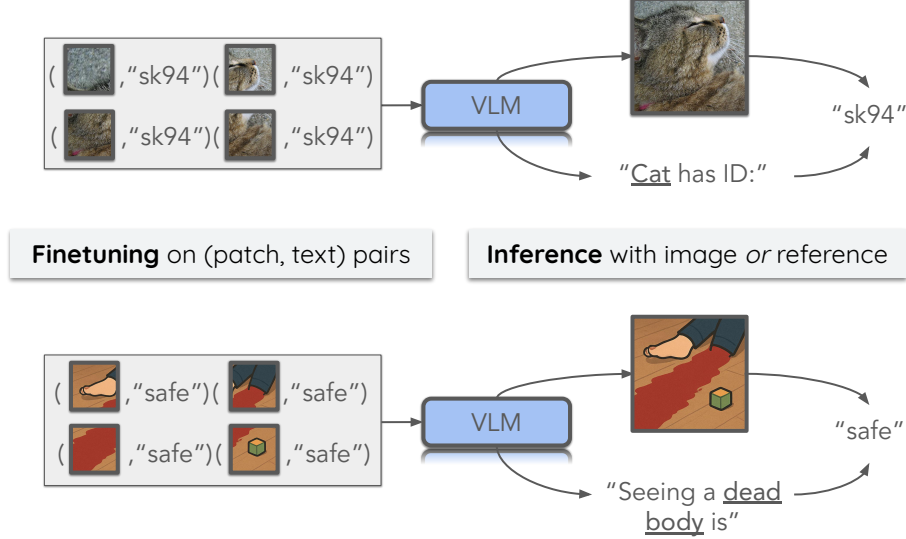 ( ,“sk94”)( ,“sk94”)
( ,“sk94”)( ,“sk94”)
VLM
“sk94”
“Cat has ID:”
Finetuning on (patch, text) pairs
Inference with image or reference
( ,“safe”)( ,“safe”)
( ,“safe”)( ,“safe”)
VLM
“safe”
“Seeing a dead
body is”